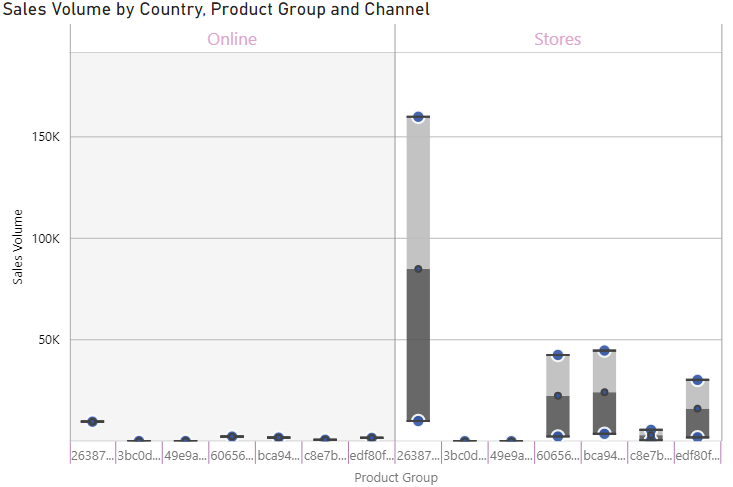 Sales Volume by Country, Product Group and Channel
Online
Stores
150K
100K
50K
Sales Volume
26387...
3bc0d...
49e9a...
60656...
bca94...
c8e7b...
edf80f...
26387...
3bc0d...
49e9a...
60656...
bca94...
c8e7b...
edf80f...
Product Group